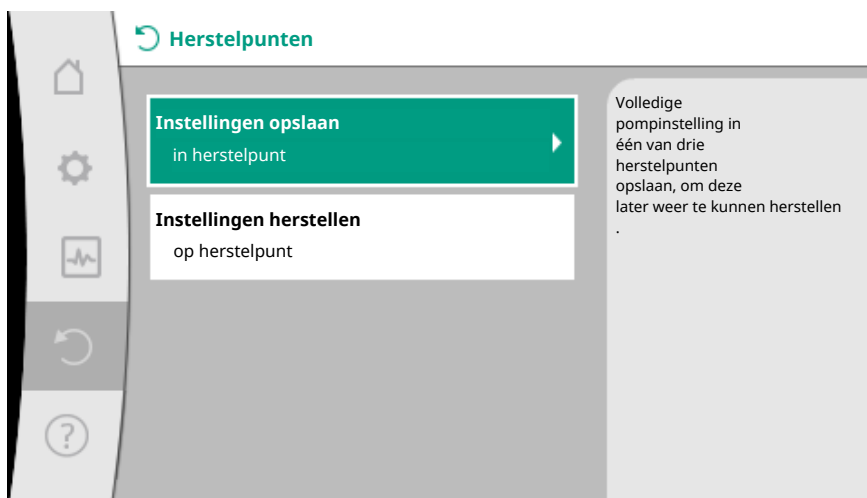 Herstelpunten
Instellingen opslaan
in herstelpunt
Instellingen herstellen
op herstelpunt
Volledige
pompinstelling in
één van drie
herstelpunten
opslaan, om deze
later weer te kunnen herstellen
.
?